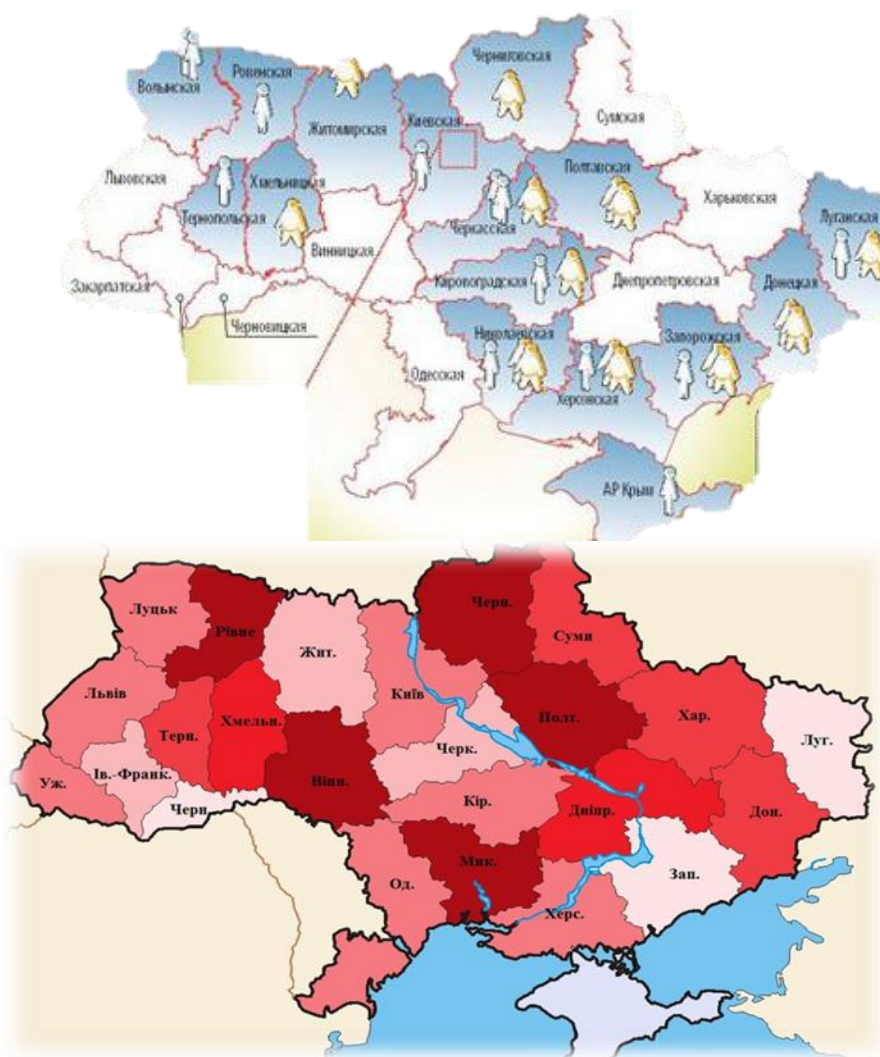 Черниговская
Ровенская
Волынская
Сумская
Киевская
Житомирская
Львовская
Хмельницкая
Полтавская
Харьковская
Тернопольская
Луганская
Черкасская
Винницкая
Закарпатская
Кировоградская
Днепропетровская
Донецкая
Черновицкая
Николаевская
Запорожская
Одесская
Херсонская
АР Крым
Черн.
Луцьк
Рівне
Суми
Жит.
Львів
Київ
Хмельн.
Полт.
Хар.
Терн.
Луг.
Черк.
Ів.-Франк.
Вінн.
Уж.
Черн.
Кір.
Дніпр.
Дон.
Мик.
Од.
Зап.
Херс.